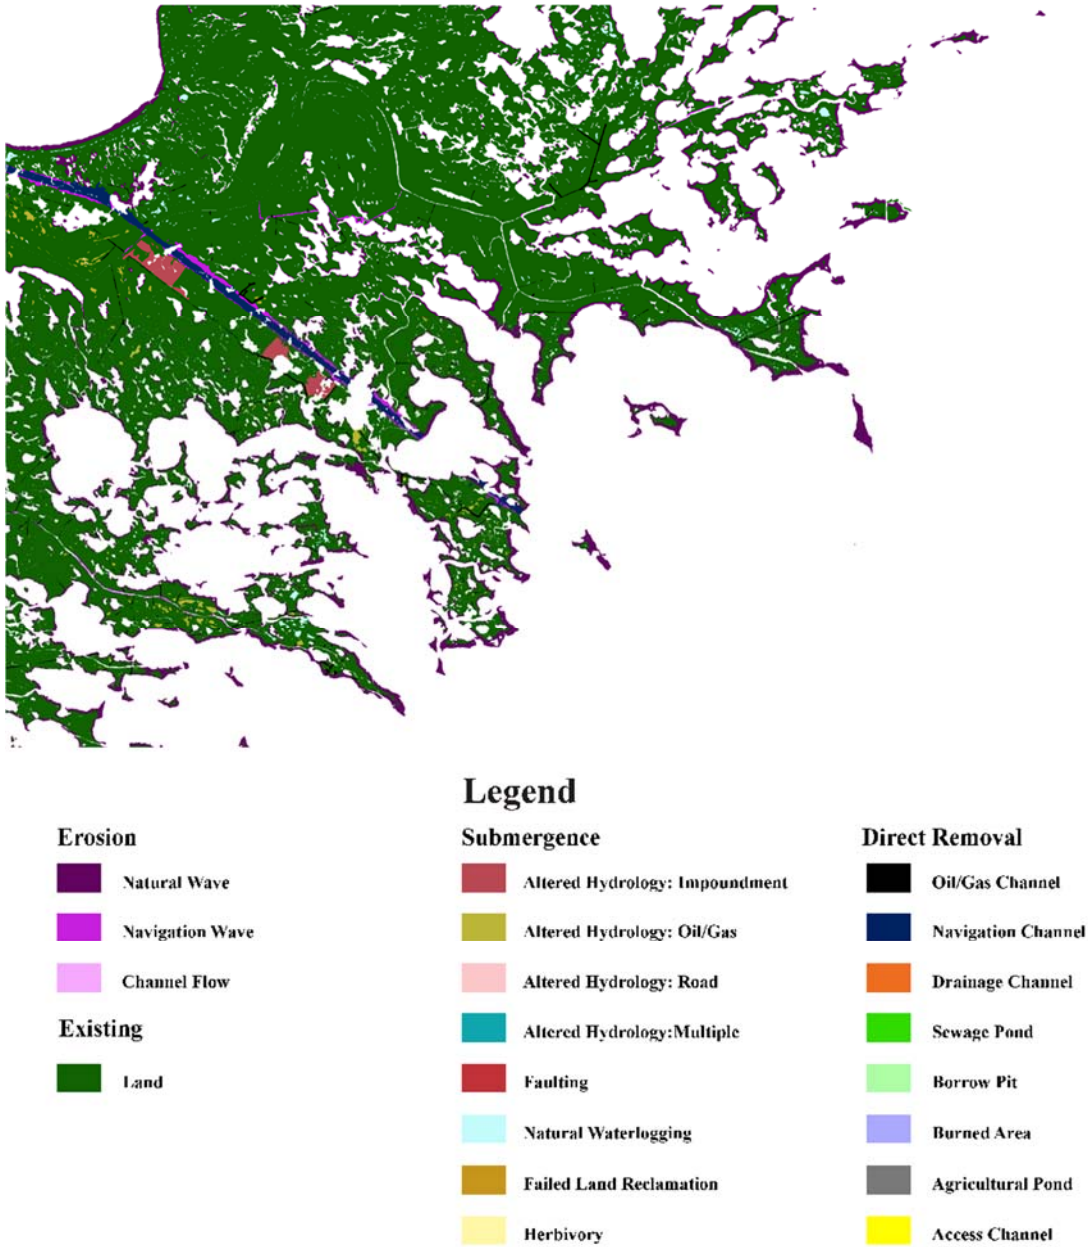 Legend
Erosion
Natural Wave
Navigation Wave
Channel Flow
Existing
Land
Submergence
Altered Hydrology: Impoundment
Altered Hydrology: Oil/Gas
Altered Hydrology: Road
Altered Hydrology:Multiple
Faulting
Natural Waterlogging
Failed Land Reclamation
Herbivory
Direct Removal
Oil/Gas Channel
Navigation Channel
Drainage Channel
Sewage Pond
Borrow Pit
Burned Area
Agricultural Pond
Access Channel